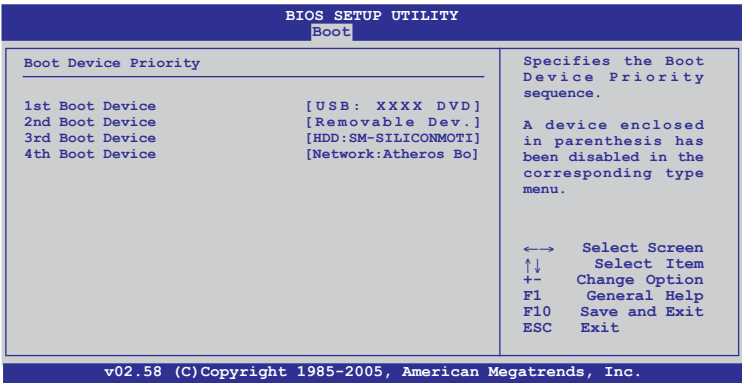 BIOS SETUP UTILITY
Boot
Boot Device Priority
1st Boot Device [USB: XXXX DVD]
2nd Boot Device [Removable Dev.]
3rd Boot Device [HDD:SM-SILICONMOTI]
4th Boot Device [Network:Atheros Bo]
Specifies the Boot
Device Priority
sequence.
A device enclosed
in parenthesis has
been disabled in the
corresponding type
menu.
←→ Select Screen
↑↓ Select Item
+- Change Option
F1 General Help
F10 Save and Exit
ESC Exit
v02.58 (C)Copyright 1985-2005, American Megatrends, Inc.